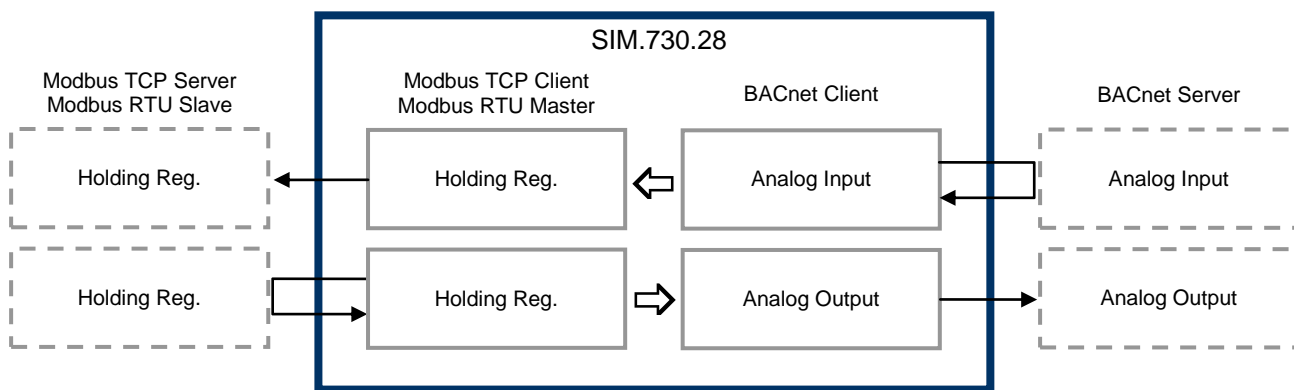 SIM.730.28
Modbus TCP Server
Modbus RTU Slave
Modbus TCP Client
Modbus RTU Master
BACnet Client
BACnet Server
Holding Reg.
Holding Reg.
Analog Input
Analog Input
Holding Reg.
Holding Reg.
Analog Output
Analog Output